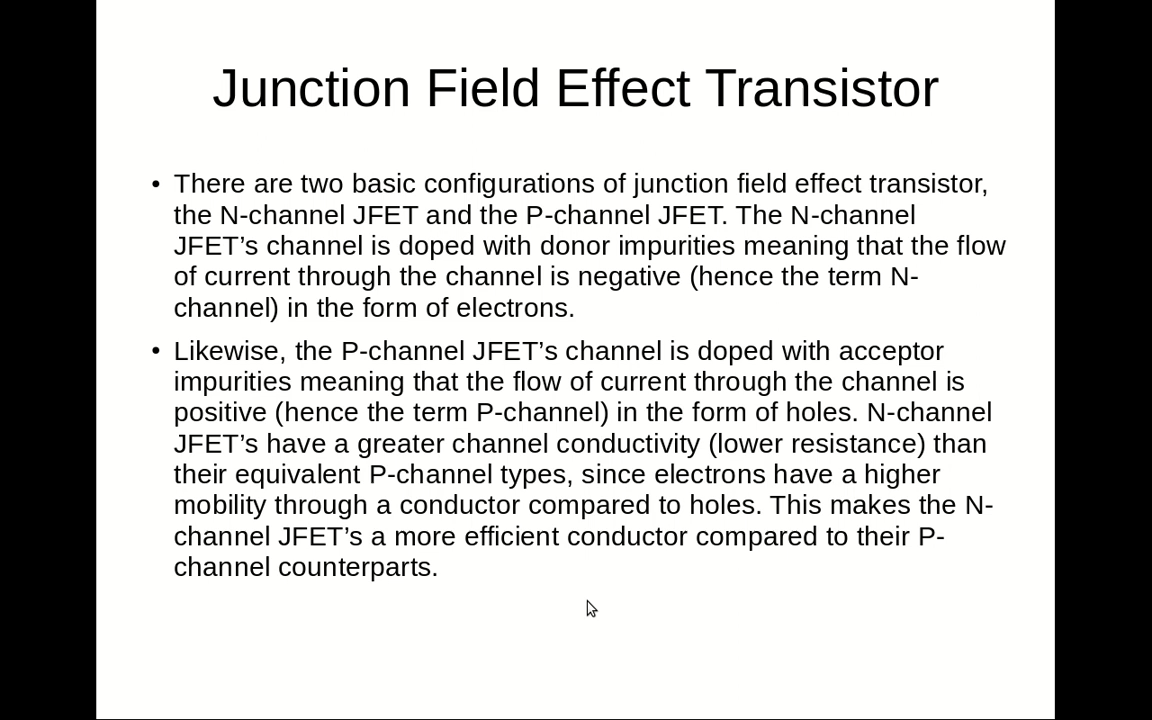 Junction Field Effect Transistor
• There are two basic configurations of junction field effect transistor,
the N-channel JFET and the P-channel JFET. The N-channel
JFET’s channel is doped with donor impurities meaning that the flow
of current through the channel is negative (hence the term N-
channel) in the form of electrons.
• Likewise, the P-channel JFET’s channel is doped with acceptor
impurities meaning that the flow of current through the channel is
positive (hence the term P-channel) in the form of holes. N-channel
JFET’s have a greater channel conductivity (lower resistance) than
their equivalent P-channel types, since electrons have a higher
mobility through a conductor compared to holes. This makes the N-
channel JFET’s a more efficient conductor compared to their P-
channel counterparts.